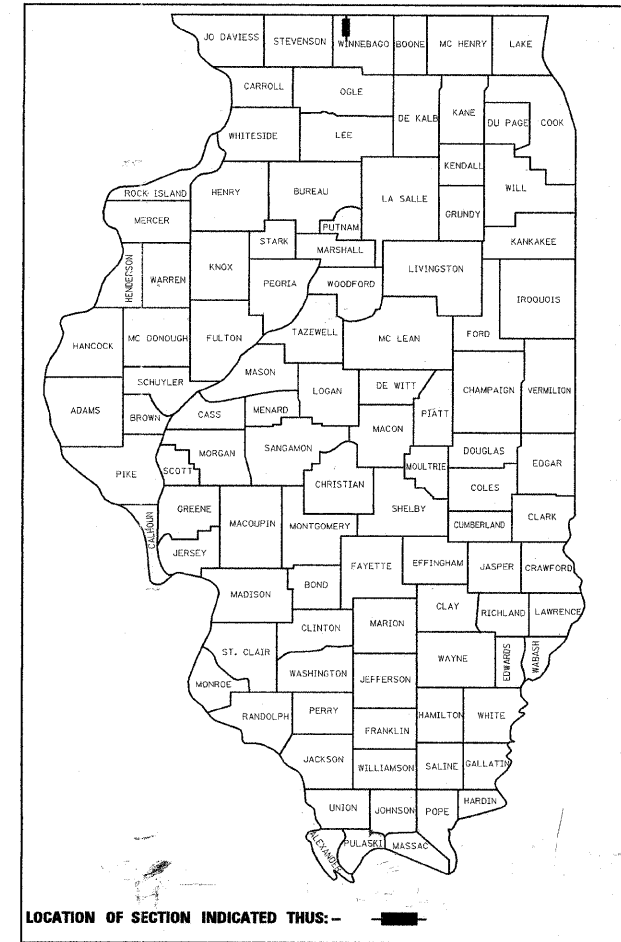 JO DAVIESS STEVENSON WINNEBAGO BOONE MC HENRY LAKE
CARROLL OGLE
DE KALB KANE DU PAGE COOK
WHITESIDE LEE
KENDALL
WILL
ROCK ISLAND HENRY BUREAU LA SALLE
MERCER GRUNDY
PUTNAM
STARK MARSHALL KANKAKEE
HENDERSON WARREN KNOX PEORIA WOODFORD LIVINGSTON
IROQUOIS
HANCOCK MC DONOUGH FULTON TAZEWELL MC LEAN FORD
MASON
SCHUYLER LOGAN DE WITT CHAMPAIGN VERMILION
ADAMS BROWN CASS MENARD PIATT
MACON
MORGAN SANGAMON DOUGLAS
PIKE SCOTT MOULTRIE EDGAR
CHRISTIAN COLES
GREENE SHELBY
CALHOUN MACOUPIN MONTGOMERY CUMBERLAND CLARK
JERSEY
FAYETTE EFFINGHAM JASPER CRAWFORD
MADISON BOND
CLAY RICHLAND LAWRENCE
CLINTON MARION
ST. CLAIR WAYNE EDWARDS WABASH
WASHINGTON JEFFERSON
MONROE
RANDOLPH PERRY HAMILTON WHITE
FRANKLIN
JACKSON WILLIAMSON SALINE GALLATIN
UNION JOHNSON POPE HARDIN
ALEXANDER PULASKI MASSAC
LOCATION OF SECTION INDICATED THUS:-